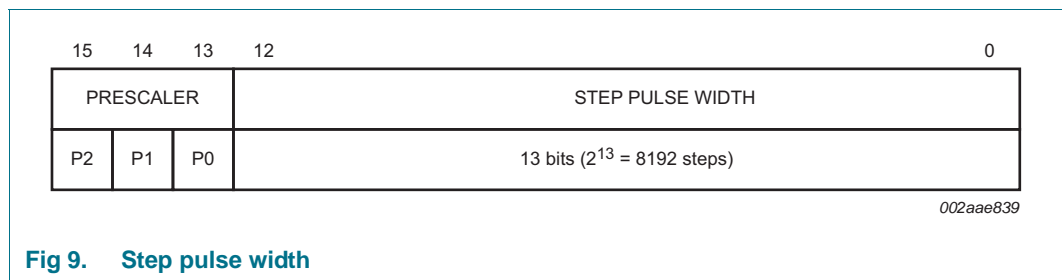 15 14 13 12 0
PRESCALER STEP PULSE WIDTH
P2 P1 P0 13 bits (2¹³ = 8192 steps)
002aae839
Fig 9. Step pulse width